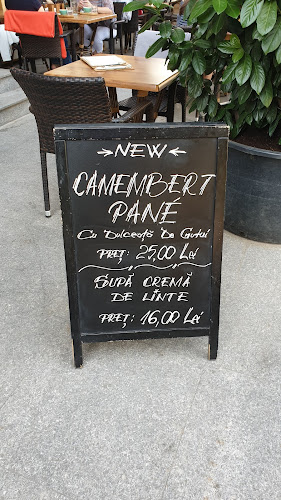 NEW
CAMEMBERT
PANÉ
Cu Dulceață De Gutui
PREȚ: 25,00 Lei
SUPĂ CREMĂ
DE LINTE
PREȚ: 16,00 Lei